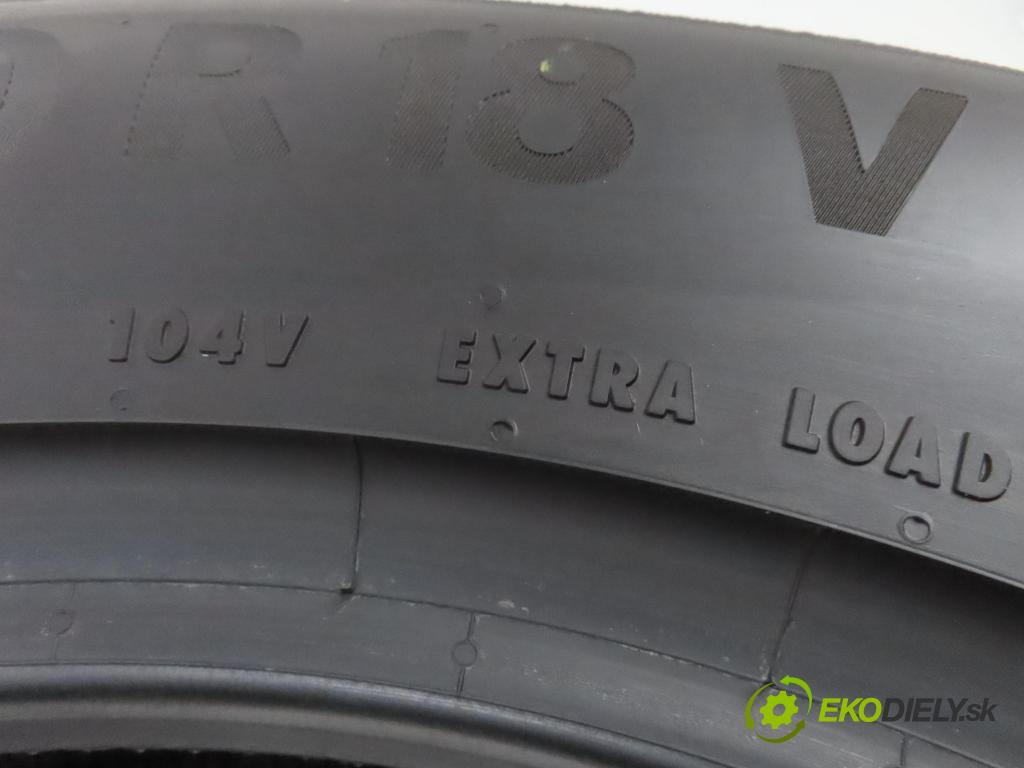 R 18 V
104V EXTRA LOAD
EKODIELY.sk